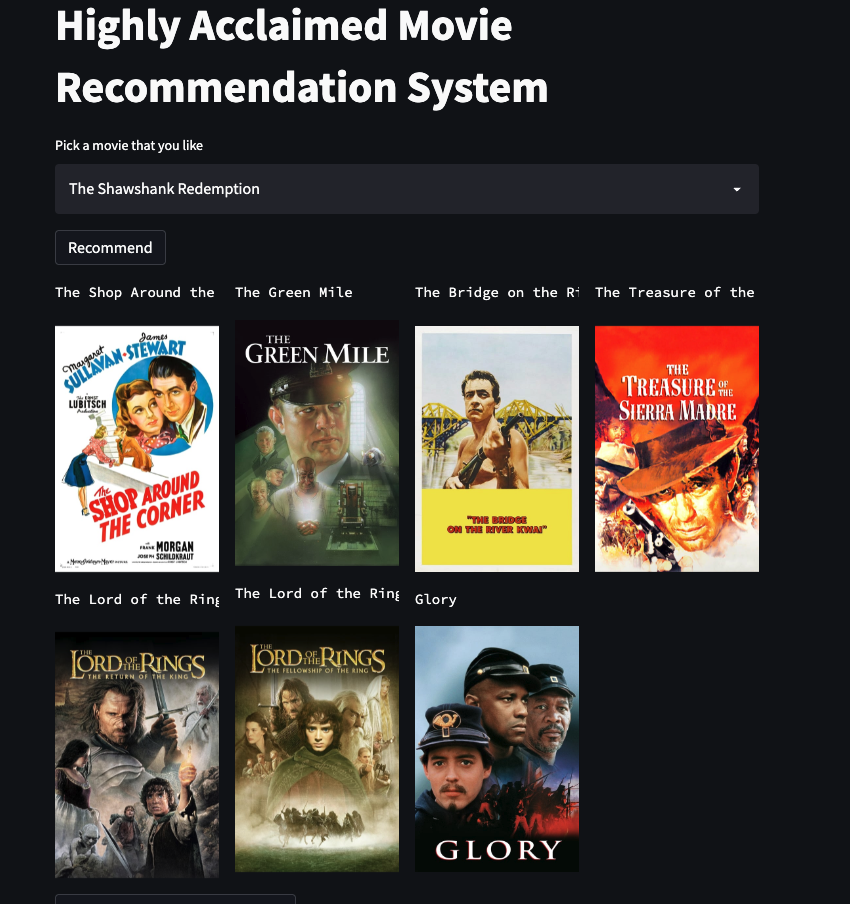 Highly Acclaimed Movie
Recommendation System
Pick a movie that you like
The Shawshank Redemption
Recommend
The Shop Around the
The Green Mile
The Bridge on the Ri
The Treasure of the
Margaret
SULLAVAN · James
STEWART
The ERNST
LUBITSCH
Production
The
SHOP AROUND
THE CORNER
with
FRANK MORGAN
JOSEPH SCHILDKRAUT
THE
GREEN MILE
"THE BRIDGE
ON THE RIVER KWAI"
THE
TREASURE OF THE
SIERRA MADRE
The Lord of the Ring
The Lord of the Ring
Glory
THE
LORD OF THE RINGS
THE RETURN OF THE KING
THE
LORD OF THE RINGS
THE FELLOWSHIP OF THE RING
GLORY